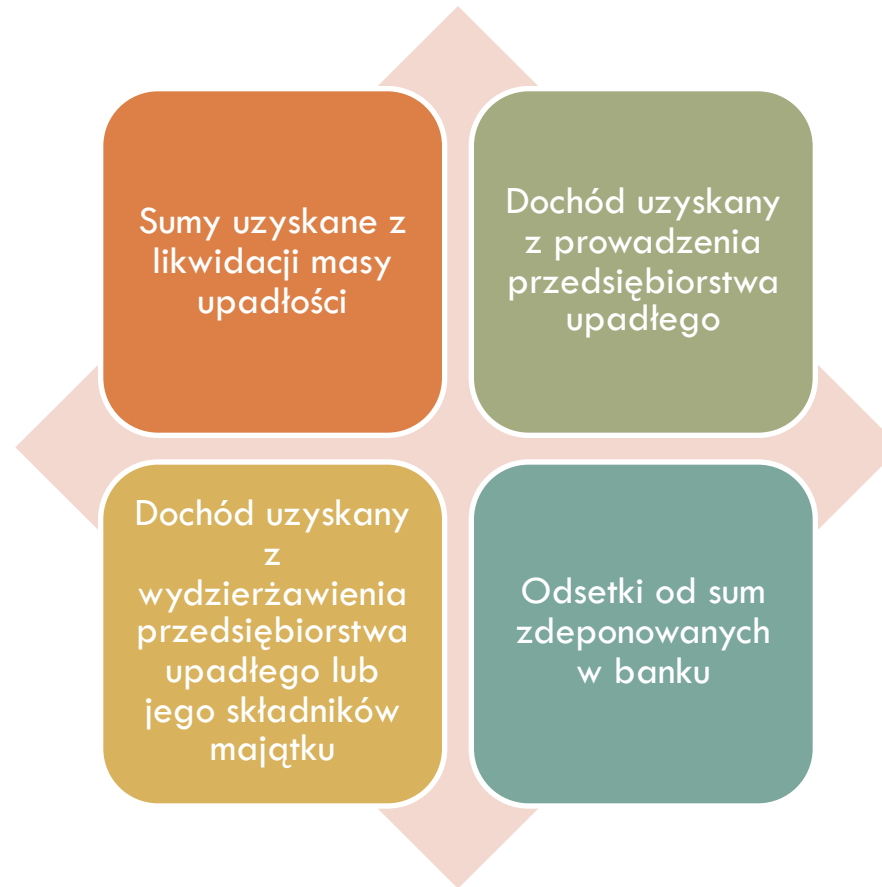 Sumy uzyskane z
likwidacji masy
upadłości
Dochód uzyskany
z prowadzenia
przedsiębiorstwa
upadłego
Dochód uzyskany
z
wydzierżawienia
przedsiębiorstwa
upadłego lub
jego składników
majątku
Odsetki od sum
zdeponowanych
w banku